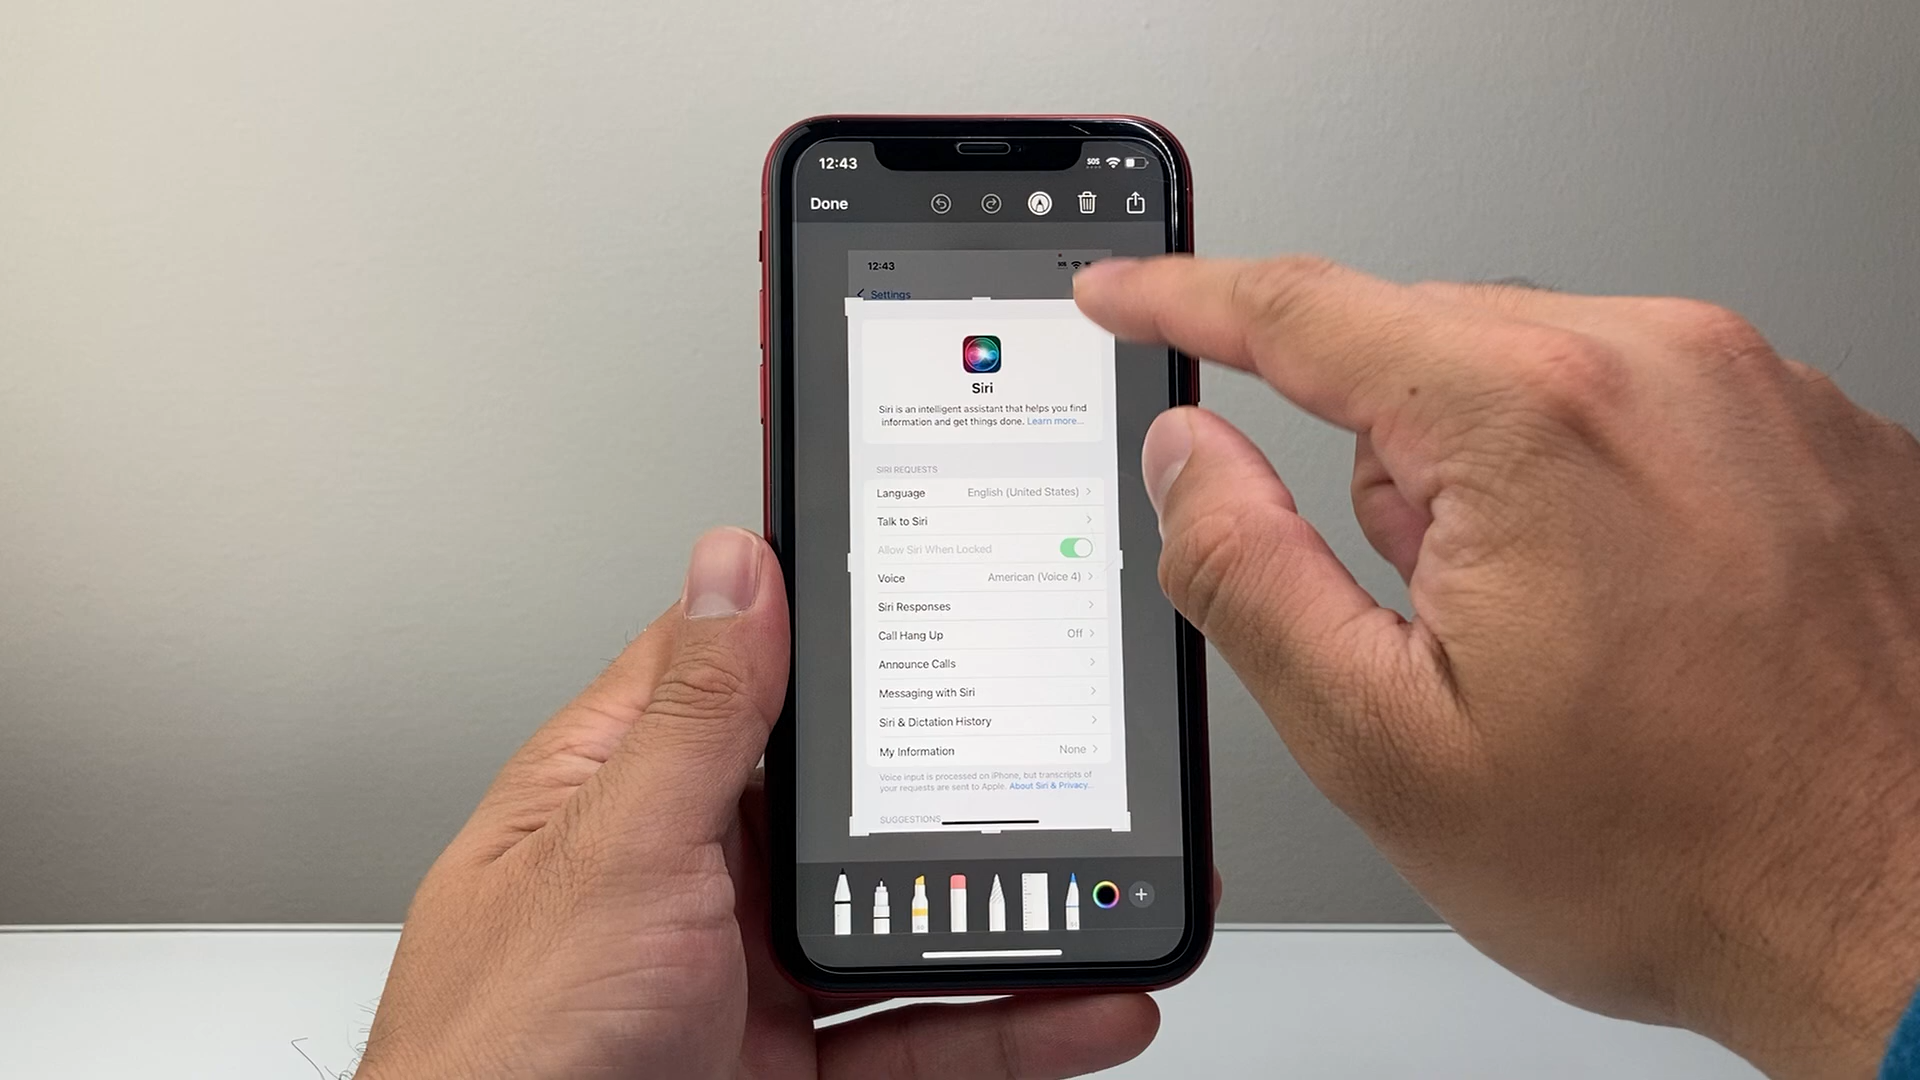 12:43
SOS
Done
12:43
Settings
Siri
Siri is an intelligent assistant that helps you find
information and get things done. Learn more...
SIRI REQUESTS
Language English (United States)
Talk to Siri
Allow Siri When Locked
Voice American (Voice 4)
Siri Responses
Call Hang Up Off
Announce Calls
Messaging with Siri
Siri & Dictation History
My Information None
Voice input is processed on iPhone, but transcripts of
your requests are sent to Apple. About Siri & Privacy...
SUGGESTIONS